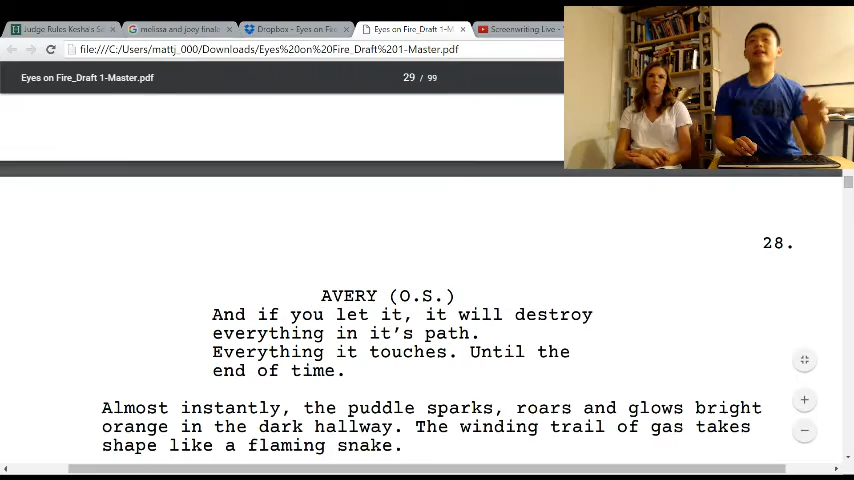 Judge Rules Kesha's Se
melissa and joey finale
Dropbox - Eyes on Fire
Eyes on Fire_Draft 1-M
Screenwriting Live -
file:///C:/Users/mattj_000/Downloads/Eyes%20on%20Fire_Draft%201-Master.pdf
Eyes on Fire_Draft 1-Master.pdf
29 / 99
28.
AVERY (O.S.)
And if you let it, it will destroy
everything in it's path.
Everything it touches. Until the
end of time.
Almost instantly, the puddle sparks, roars and glows bright
orange in the dark hallway. The winding trail of gas takes
shape like a flaming snake.